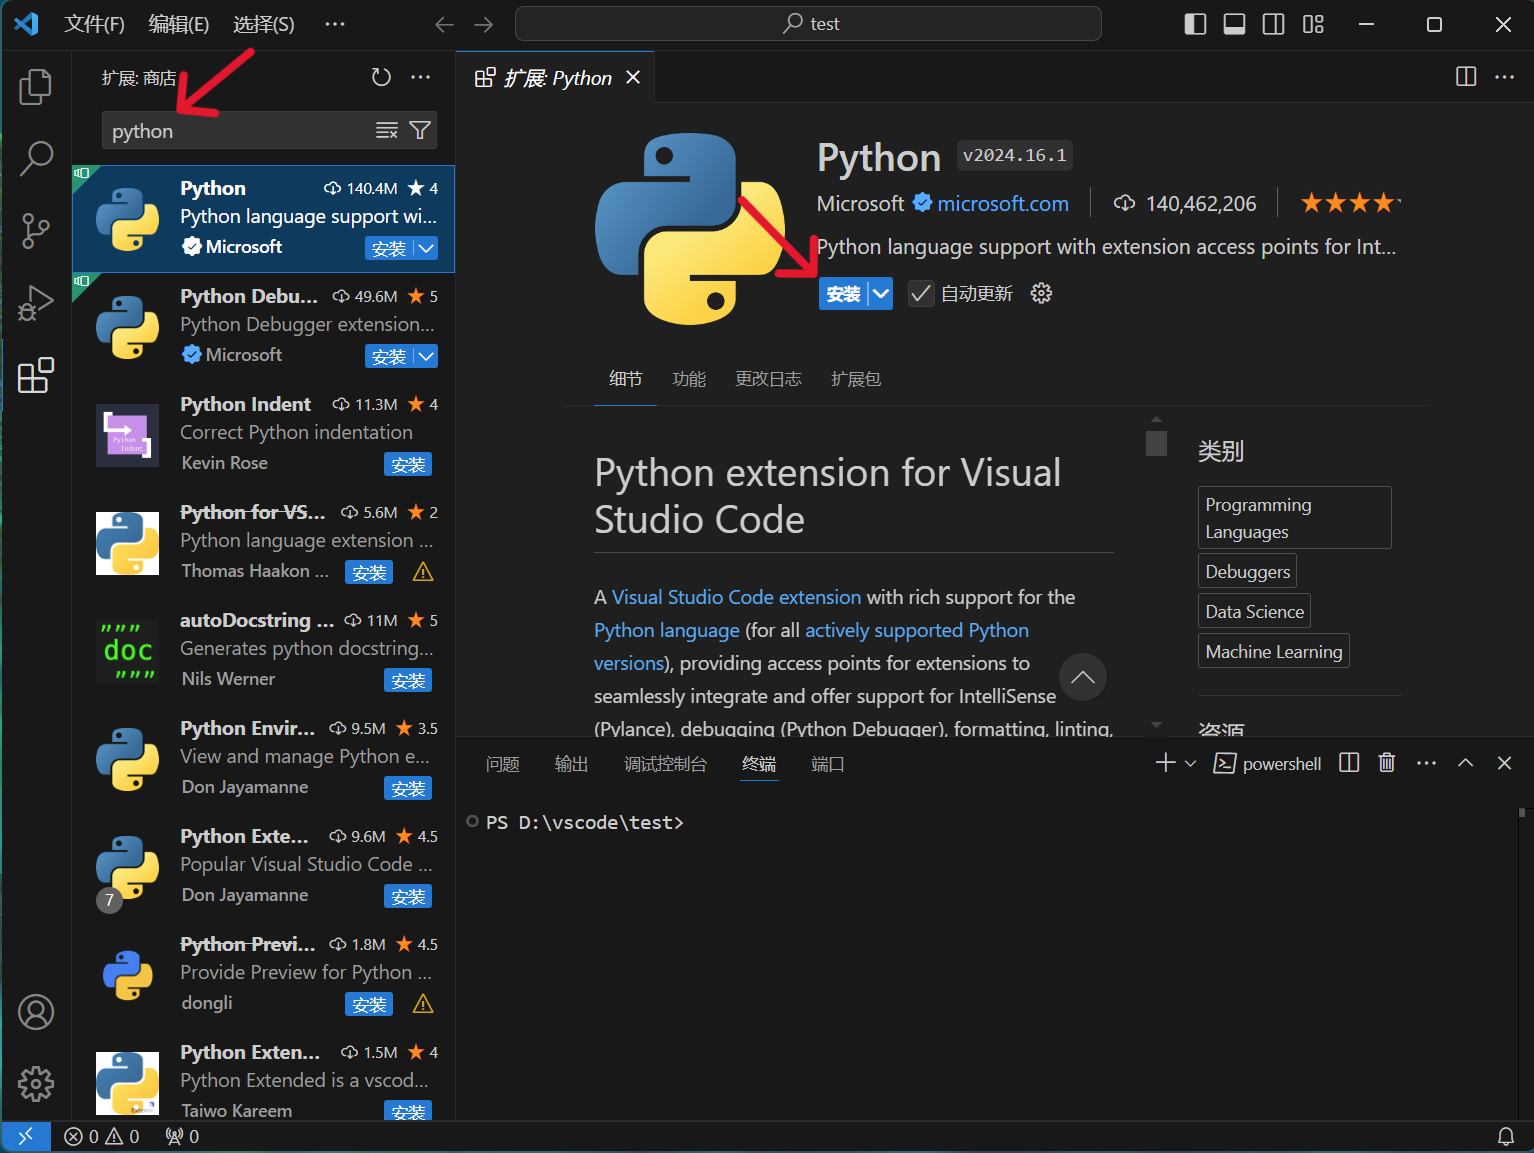 文件(F) 编辑(E) 选择(S) ··· test
扩展: 商店
python
Python 140.4M 4
Python language support wi...
Microsoft 安装
Python Debu... 49.6M 5
Python Debugger extension...
Microsoft 安装
Python Indent 11.3M 4
Correct Python indentation
Kevin Rose 安装
Python Indent
Python for VS... 5.6M 2
Python language extension ...
Thomas Haakon ... 安装
autoDocstring ... 11M 5
Generates python docstring...
Nils Werner 安装
""" doc """
Python Envir... 9.5M 3.5
View and manage Python e...
Don Jayamanne 安装
Python Exte... 9.6M 4.5
Popular Visual Studio Code ...
Don Jayamanne 安装
7
Python Previ... 1.8M 4.5
Provide Preview for Python ...
dongli 安装
Python Exten... 1.5M 4
Python Extended is a vscod...
Taiwo Kareem 安装
扩展: Python
Python v2024.16.1
Microsoft microsoft.com 140,462,206
Python language support with extension access points for Int...
安装 自动更新
细节 功能 更改日志 扩展包
Python extension for Visual
Studio Code
A Visual Studio Code extension with rich support for the
Python language (for all actively supported Python
versions), providing access points for extensions to
seamlessly integrate and offer support for IntelliSense
(Pylance), debugging (Python Debugger), formatting, linting,
类别
Programming
Languages
Debuggers
Data Science
Machine Learning
资源
问题 输出 调试控制台 终端 端口 powershell
PS D:\vscode\test>
0 0 0